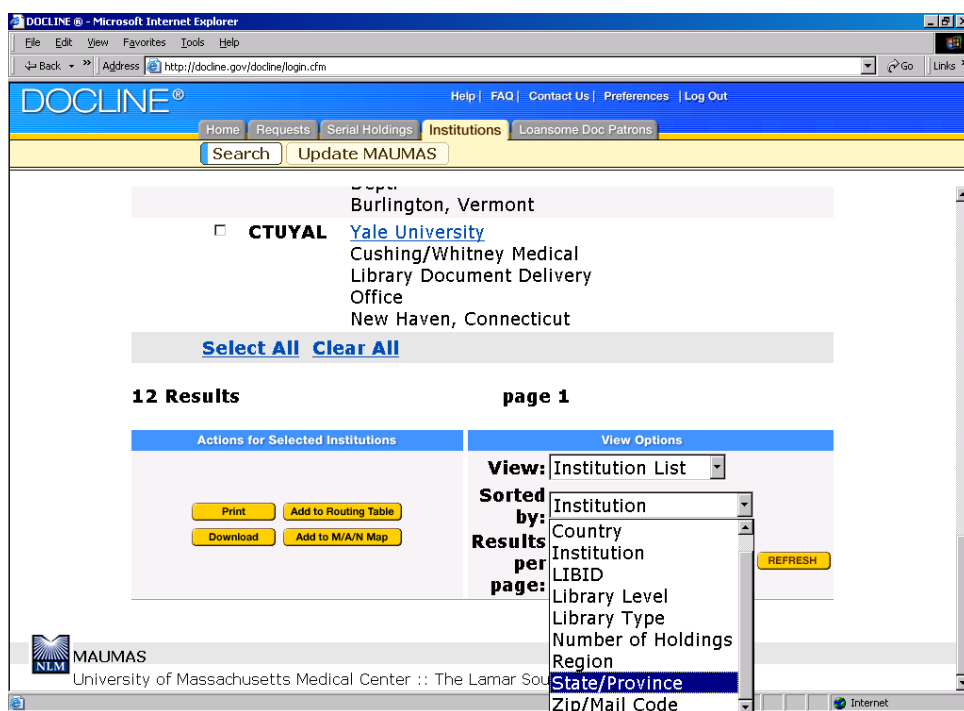 DOCLINE ® - Microsoft Internet Explorer
File Edit View Favorites Tools Help
Back » Address http://docline.gov/docline/login.cfm Go Links »
DOCLINE®
Help | FAQ | Contact Us | Preferences | Log Out
Home Requests Serial Holdings Institutions Loansome Doc Patrons
Search Update MAUMAS
Dept.
Burlington, Vermont
CTUYAL Yale University
Cushing/Whitney Medical
Library Document Delivery
Office
New Haven, Connecticut
Select All Clear All
12 Results page 1
Actions for Selected Institutions View Options
View: Institution List
Sorted by: Institution
Print Add to Routing Table
Download Add to M/A/N Map
Results per page:
REFRESH
Country
Institution
LIBID
Library Level
Library Type
Number of Holdings
Region
State/Province
Zip/Mail Code
NLM
MAUMAS
University of Massachusetts Medical Center :: The Lamar Sou
Internet